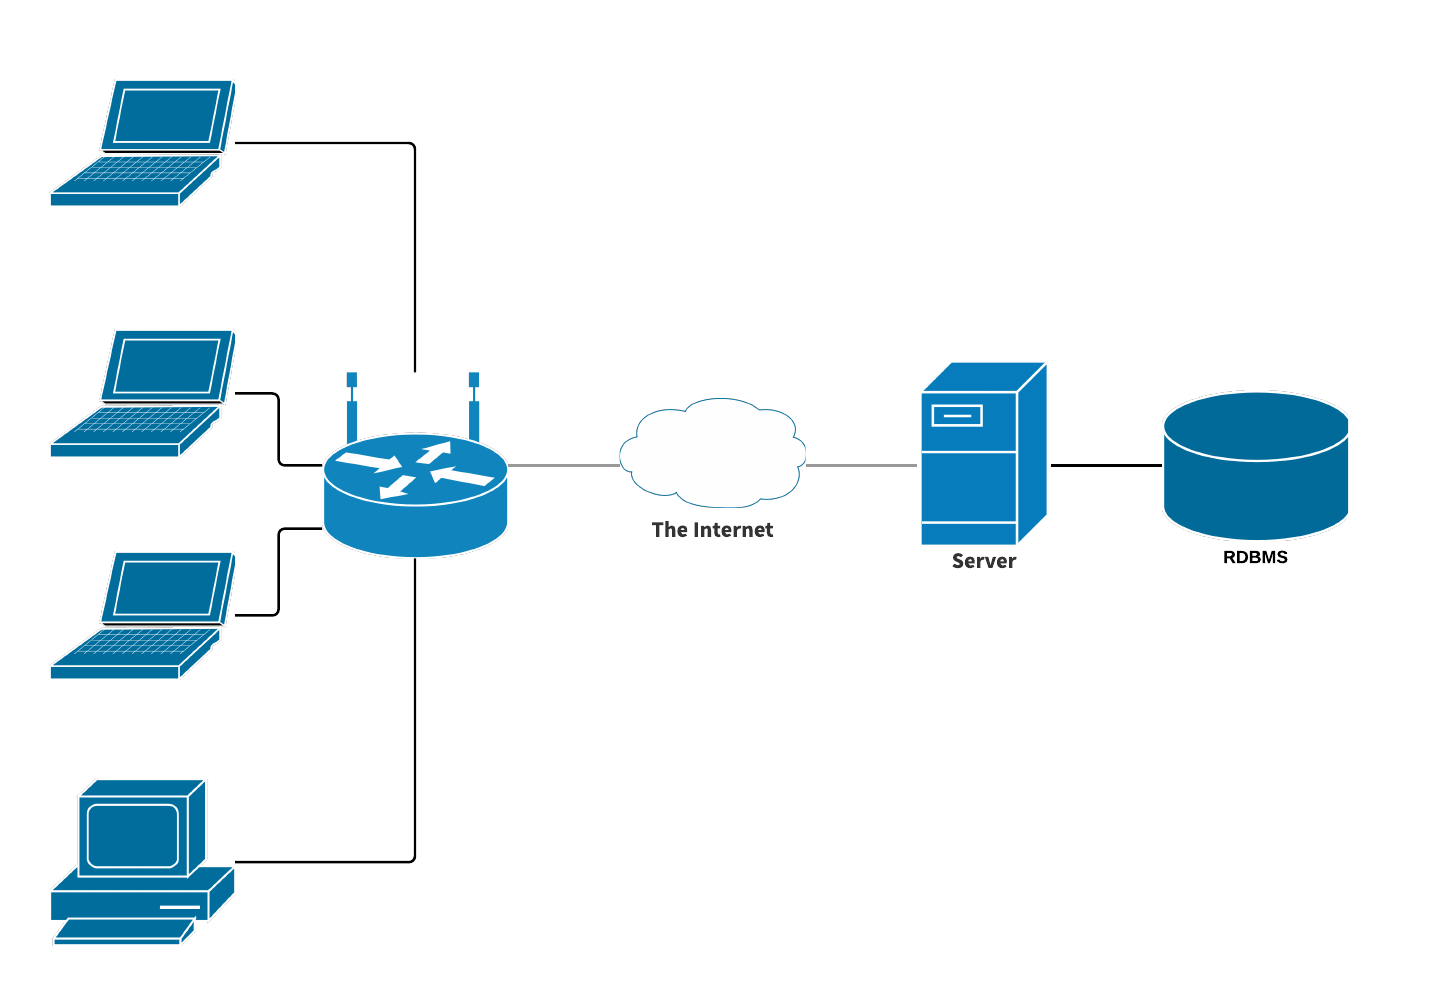 The Internet
Server
RDBMS